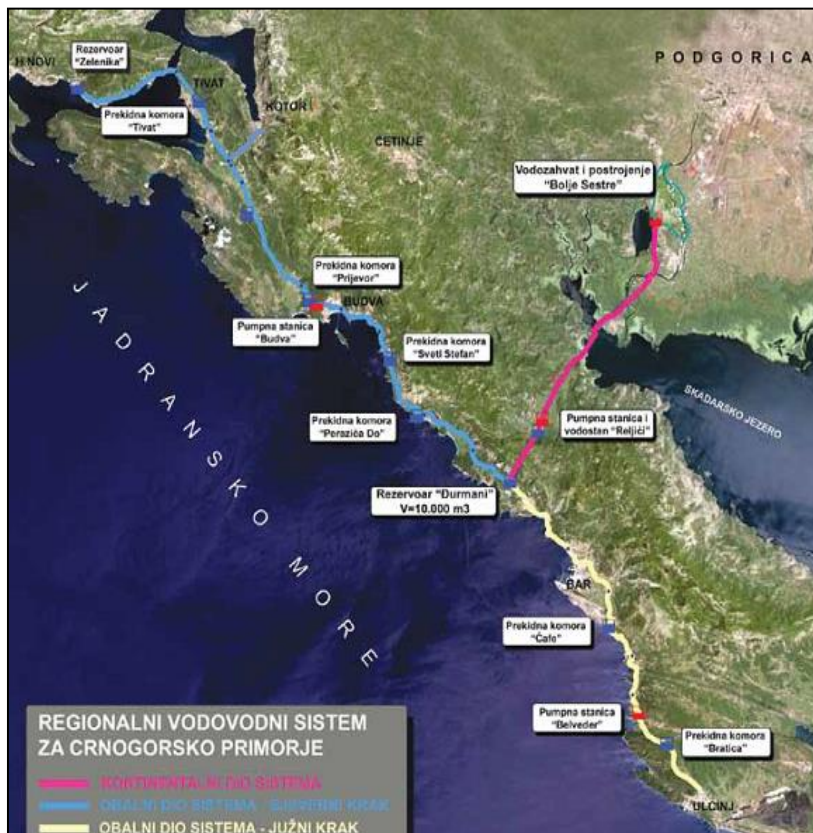 H NOVI
Rezervoar
"Zelenika"
TIVAT
Prekidna komora
"Tivat"
KOTOR
CETINJE
PODGORICA
Vodozahvat i postrojenje
"Bolje Sestre"
Prekidna komora
"Prijevor"
BUDVA
Pumpna stanica
"Budva"
Prekidna komora
"Sveti Stefan"
Prekidna komora
"Perazića Do"
SKADARSKO JEZERO
Pumpna stanica i
vodostan "Reljići"
Rezervoar "Đurmani"
V=10.000 m3
JADRANSKO MORE
BAR
Prekidna komora
"Ćafe"
Pumpna stanica
"Belveder"
Prekidna komora
"Bratica"
ULCINJ
REGIONALNI VODOVODNI SISTEM
ZA CRNOGORSKO PRIMORJE
KONTINENTALNI DIO SISTEMA
OBALNI DIO SISTEMA - SJEVERNI KRAK
OBALNI DIO SISTEMA - JUŽNI KRAK